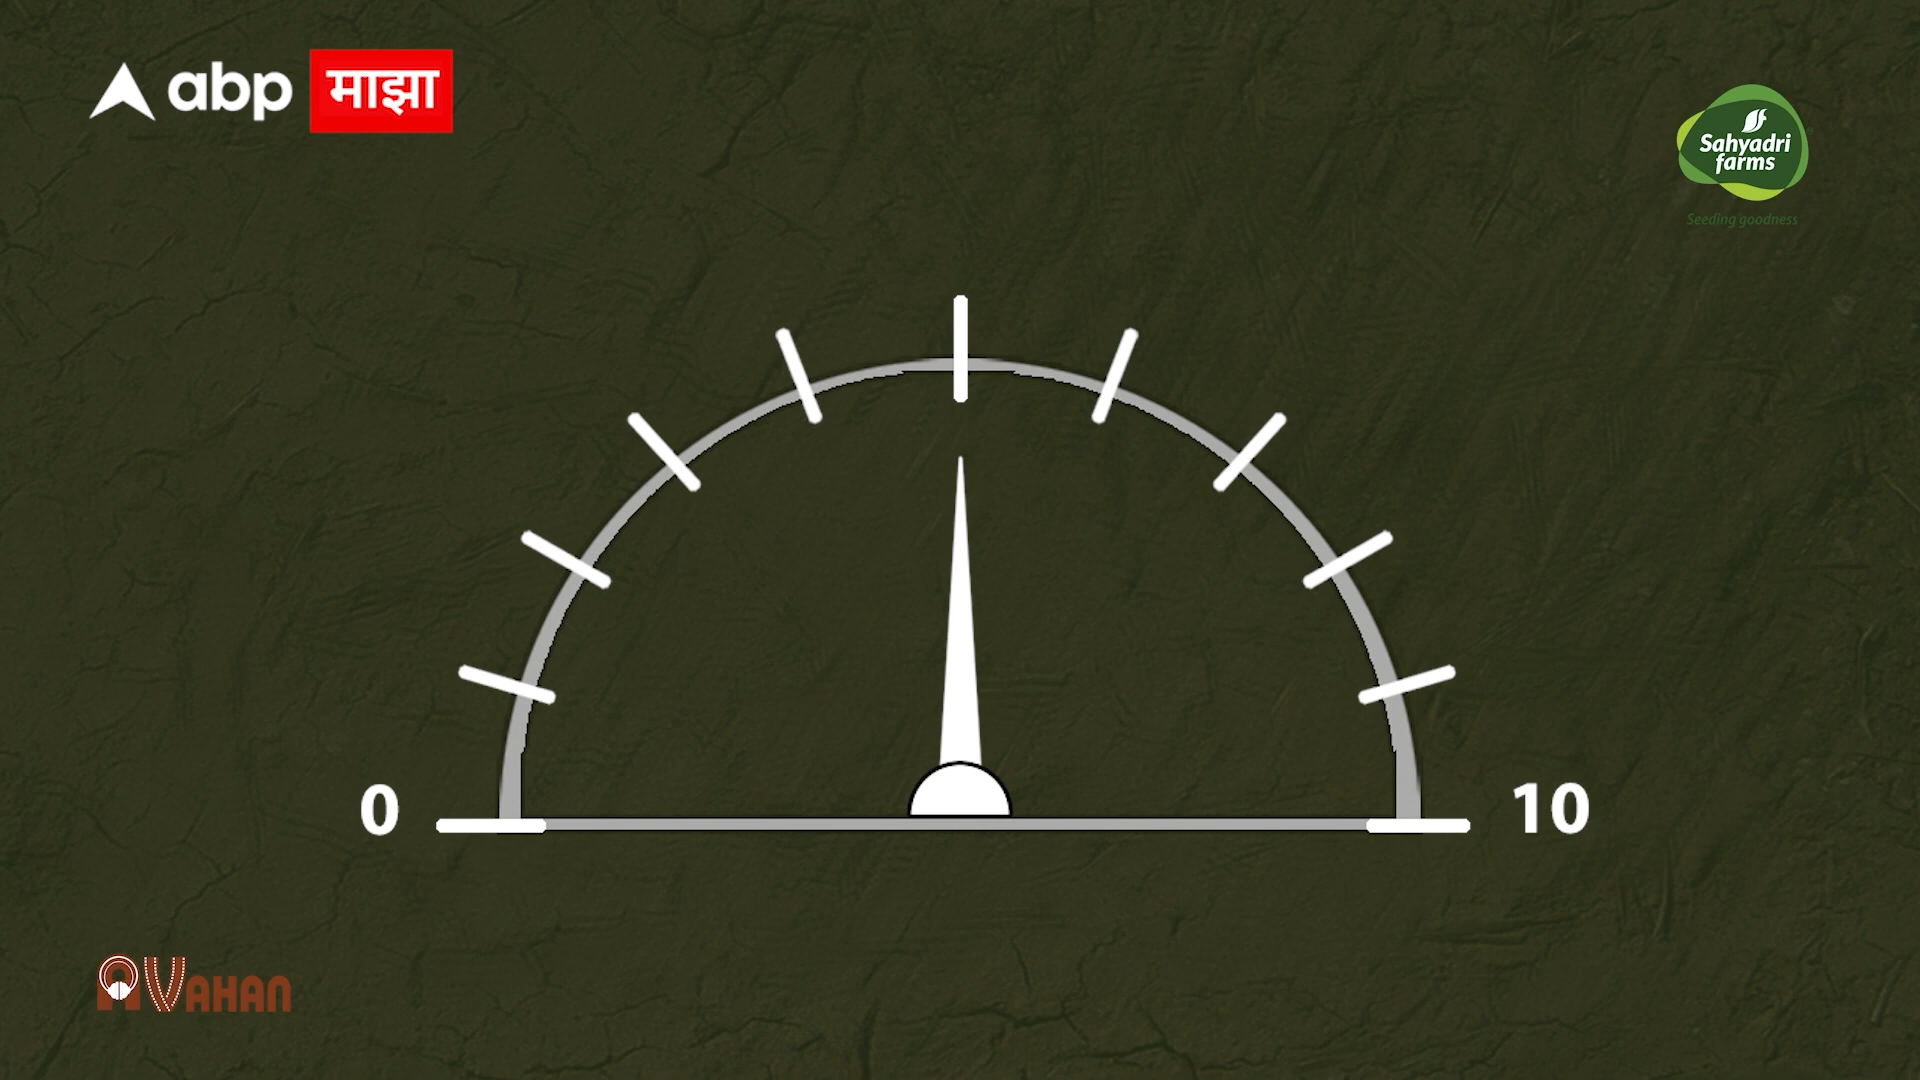 abp माझा
Sahyadri
farms
Seeding goodness
0
10
AVAHAN